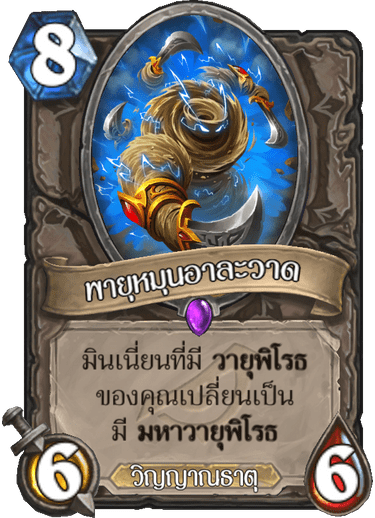 8
พายุหมุนอาละวาด
มินเนี่ยนที่มี วายุพิโรธ
ของคุณเปลี่ยนเป็น
มี มหาวายุพิโรธ
6
วิญญาณธาตุ
6